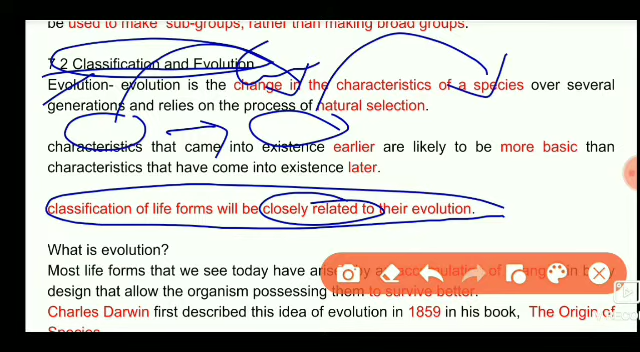 be used to make sub-groups, rather than making broad groups.
7.2 Classification and Evolution
Evolution- evolution is the change in the characteristics of a species over several
generations and relies on the process of natural selection.
characteristics that came into existence earlier are likely to be more basic than
characteristics that have come into existence later.
classification of life forms will be closely related to their evolution.
What is evolution?
Most life forms that we see today have arisen by in
design that allow the organism possessing them to survive better.
Charles Darwin first described this idea of evolution in 1859 in his book, The Origin of
Species